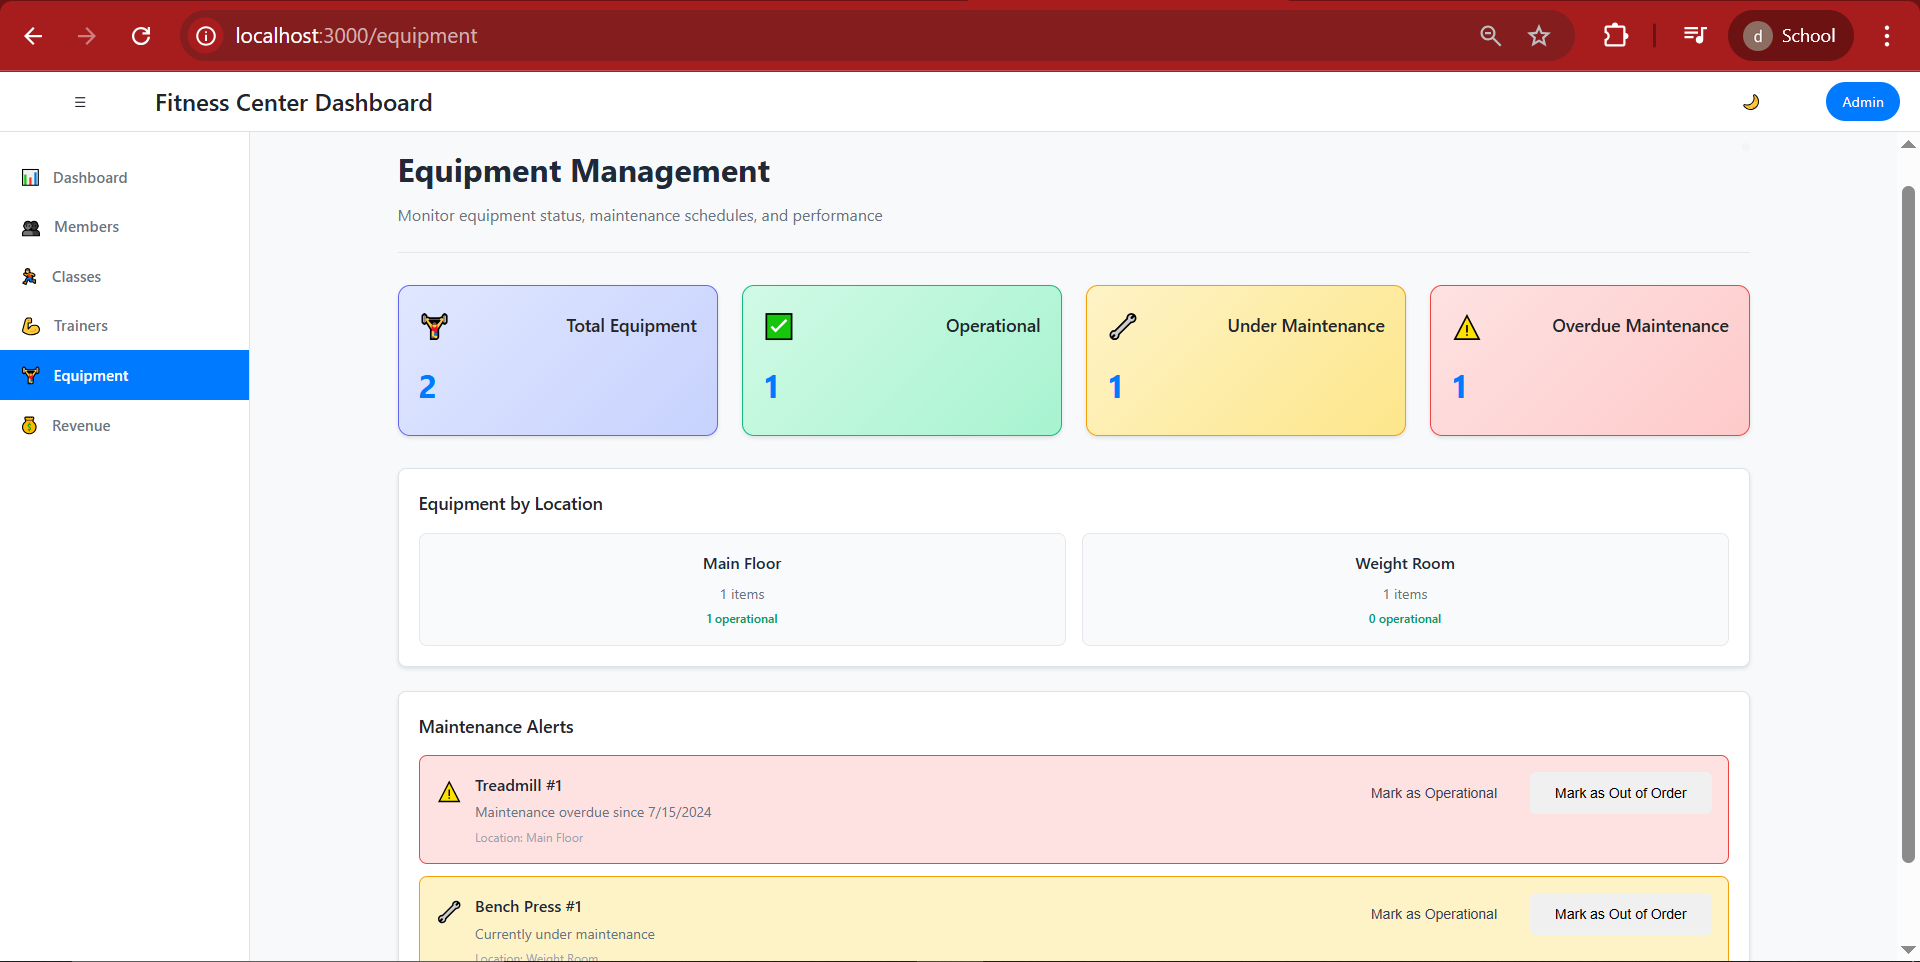 localhost:3000/equipment
d School
☰ Fitness Center Dashboard
Admin
Dashboard
Members
Classes
Trainers
Equipment
Revenue
Equipment Management
Monitor equipment status, maintenance schedules, and performance
Total Equipment
2
Operational
1
Under Maintenance
1
Overdue Maintenance
1
Equipment by Location
Main Floor
1 items
1 operational
Weight Room
1 items
0 operational
Maintenance Alerts
Treadmill #1
Maintenance overdue since 7/15/2024
Location: Main Floor
Mark as Operational
Mark as Out of Order
Bench Press #1
Currently under maintenance
Location: Weight Room
Mark as Operational
Mark as Out of Order